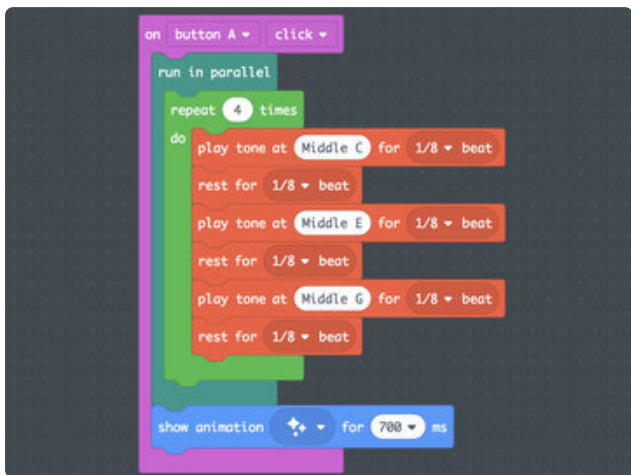 on button A click
run in parallel
repeat 4 times
do
play tone at Middle C for 1/8 beat
rest for 1/8 beat
play tone at Middle E for 1/8 beat
rest for 1/8 beat
play tone at Middle G for 1/8 beat
rest for 1/8 beat
show animation for 700 ms